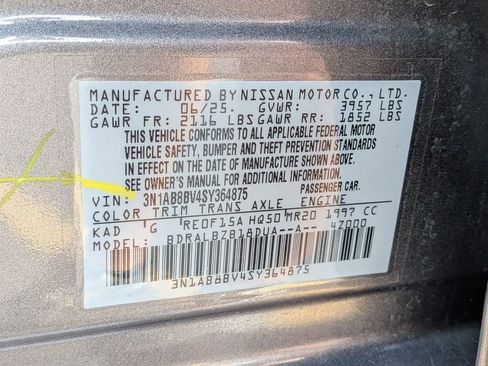 MANUFACTURED BY NISSAN MOTOR CO., LTD.
DATE: 06/25. GVWR: 3957 LBS
GAWR FR: 2116 LBS GAWR RR: 1852 LBS
THIS VEHICLE CONFORMS TO ALL APPLICABLE FEDERAL MOTOR
VEHICLE SAFETY, BUMPER AND THEFT PREVENTION STANDARDS
IN EFFECT ON THE DATE OF MANUFACTURE SHOWN ABOVE.
SEE OWNER'S MANUAL FOR ADDITIONAL INFORMATION.
VIN: 3N1AB8BV4SY364875 PASSENGER CAR.
COLOR TRIM TRANS AXLE ENGINE
KAD G RE0F15A HQ50 MR20 1997 CC
MODEL: BDRALBZB18DUA--A-- 47000
3N1AB8BV4SY364875